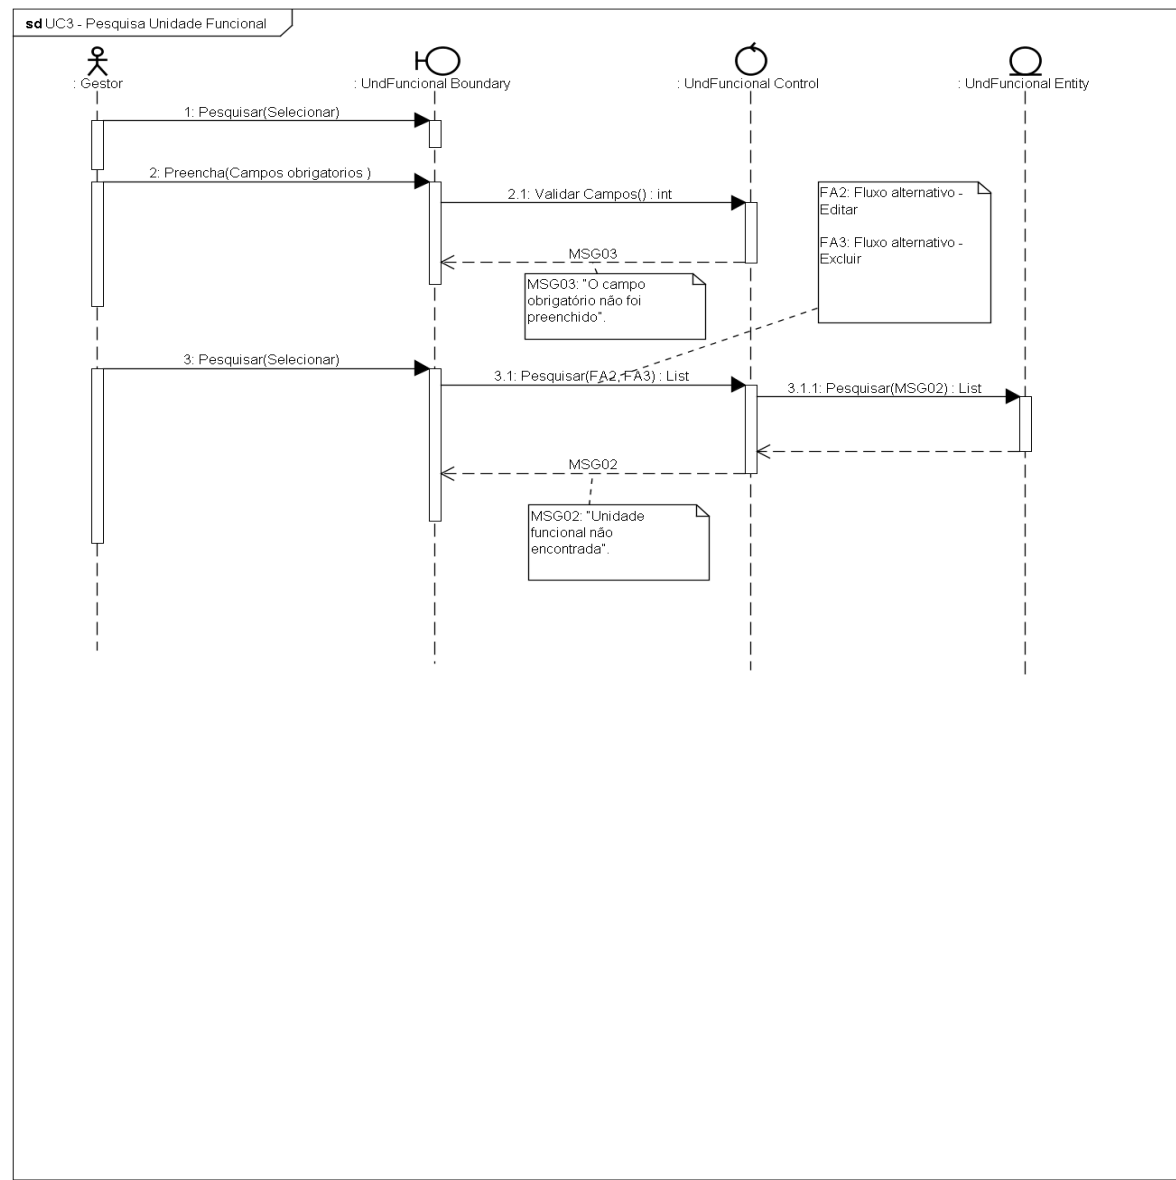 sd UC3 - Pesquisa Unidade Funcional
: Gestor
: UndFuncional Boundary
: UndFuncional Control
: UndFuncional Entity
1: Pesquisar(Selecionar)
2: Preencha(Campos obrigatorios )
2.1: Validar Campos() : int
FA2: Fluxo alternativo -
Editar
FA3: Fluxo alternativo -
Excluir
MSG03
MSG03: "O campo
obrigatório não foi
preenchido".
3: Pesquisar(Selecionar)
3.1: Pesquisar(FA2, FA3) : List
3.1.1: Pesquisar(MSG02) : List
MSG02
MSG02: "Unidade
funcional não
encontrada".